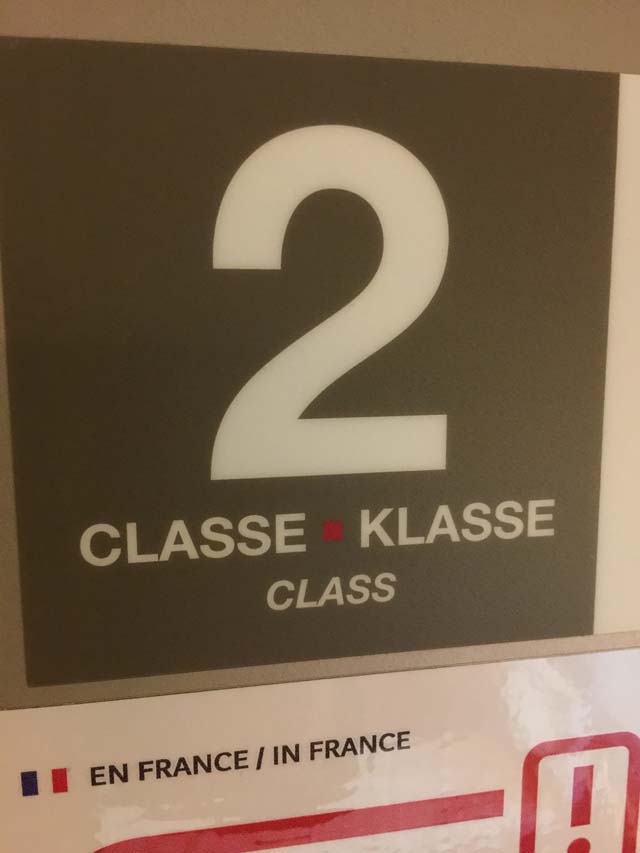 2
CLASSE ▪ KLASSE
CLASS
EN FRANCE / IN FRANCE
!